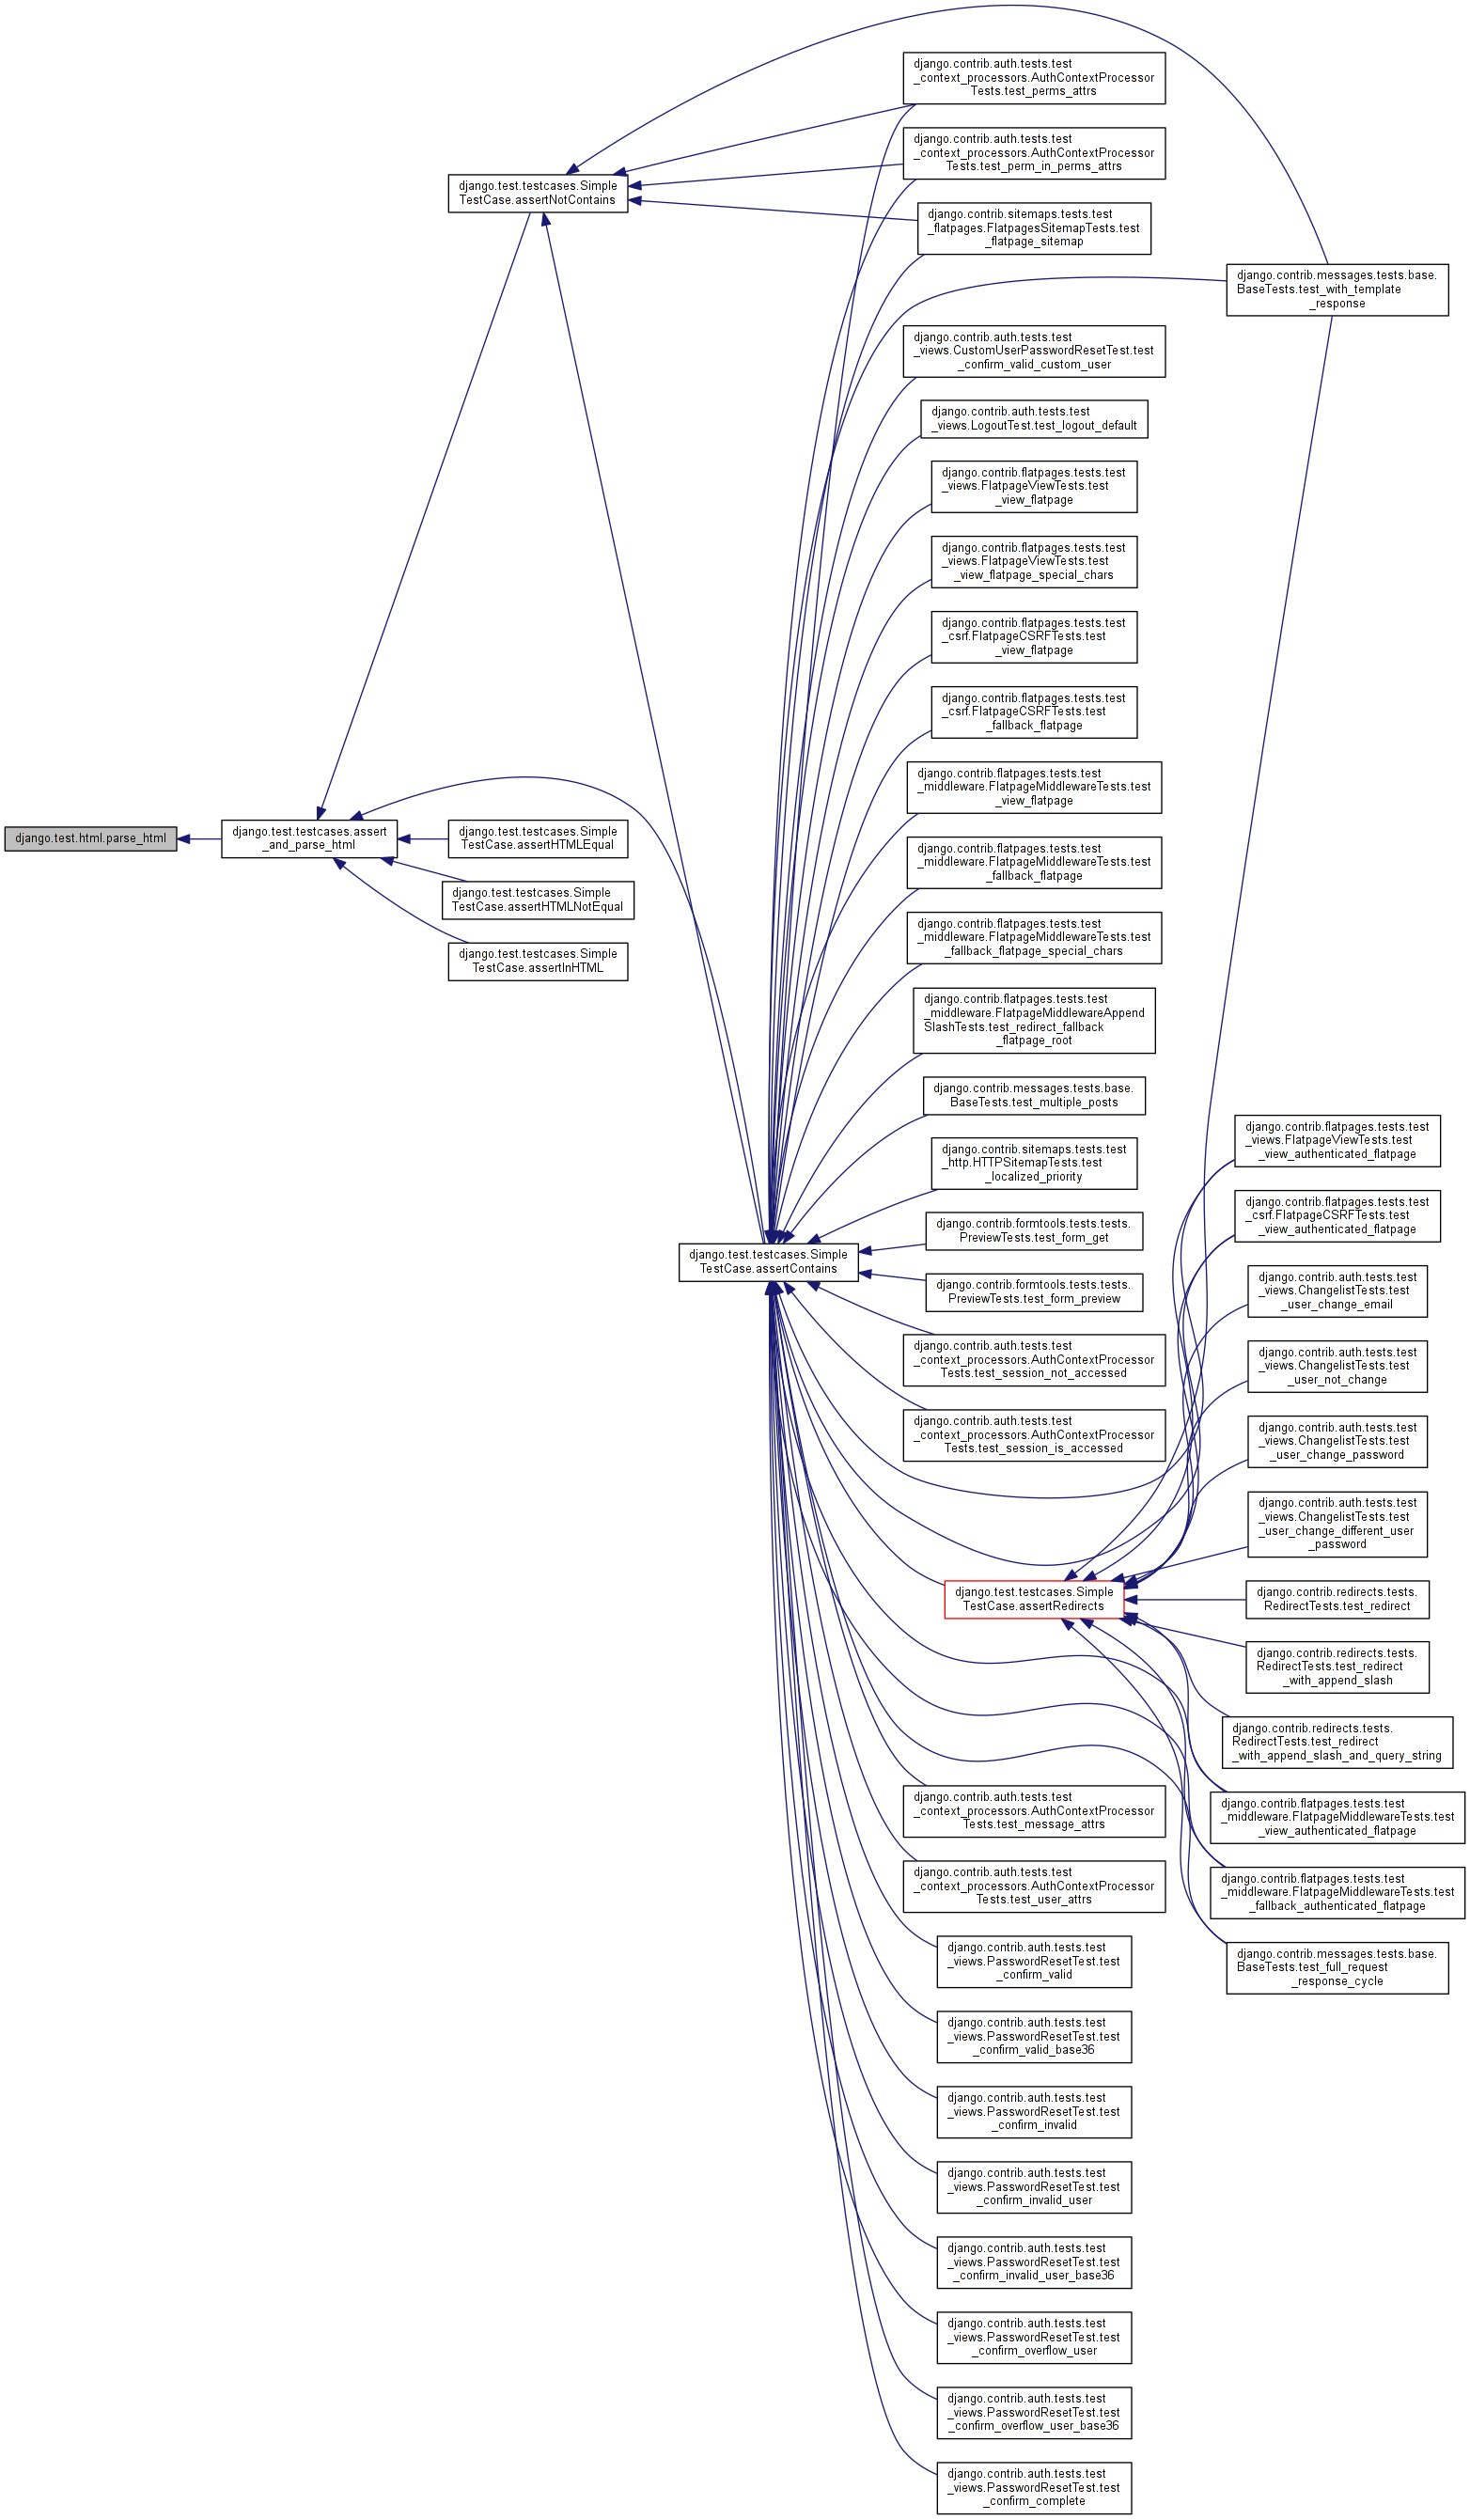 django.test.html.parse_html
django.test.testcases.assert
_and_parse_html
django.test.testcases.Simple
TestCase.assertNotContains
django.test.testcases.Simple
TestCase.assertHTMLEqual
django.test.testcases.Simple
TestCase.assertHTMLNotEqual
django.test.testcases.Simple
TestCase.assertInHTML
django.test.testcases.Simple
TestCase.assertContains
django.contrib.auth.tests.test
_context_processors.AuthContextProcessor
Tests.test_perms_attrs
django.contrib.auth.tests.test
_context_processors.AuthContextProcessor
Tests.test_perm_in_perms_attrs
django.contrib.sitemaps.tests.test
_flatpages.FlatpagesSitemapTests.test
_flatpage_sitemap
django.contrib.messages.tests.base.
BaseTests.test_with_template
_response
django.contrib.auth.tests.test
_views.CustomUserPasswordResetTest.test
_confirm_valid_custom_user
django.contrib.auth.tests.test
_views.LogoutTest.test_logout_default
django.contrib.flatpages.tests.test
_views.FlatpageViewTests.test
_view_flatpage
django.contrib.flatpages.tests.test
_views.FlatpageViewTests.test
_view_flatpage_special_chars
django.contrib.flatpages.tests.test
_csrf.FlatpageCSRFTests.test
_view_flatpage
django.contrib.flatpages.tests.test
_csrf.FlatpageCSRFTests.test
_fallback_flatpage
django.contrib.flatpages.tests.test
_middleware.FlatpageMiddlewareTests.test
_view_flatpage
django.contrib.flatpages.tests.test
_middleware.FlatpageMiddlewareTests.test
_fallback_flatpage
django.contrib.flatpages.tests.test
_middleware.FlatpageMiddlewareTests.test
_fallback_flatpage_special_chars
django.contrib.flatpages.tests.test
_middleware.FlatpageMiddlewareAppend
SlashTests.test_redirect_fallback
_flatpage_root
django.contrib.messages.tests.base.
BaseTests.test_multiple_posts
django.contrib.sitemaps.tests.test
_http.HTTPSitemapTests.test
_localized_priority
django.contrib.formtools.tests.tests.
PreviewTests.test_form_get
django.contrib.formtools.tests.tests.
PreviewTests.test_form_preview
django.contrib.auth.tests.test
_context_processors.AuthContextProcessor
Tests.test_session_not_accessed
django.contrib.auth.tests.test
_context_processors.AuthContextProcessor
Tests.test_session_is_accessed
django.test.testcases.Simple
TestCase.assertRedirects
django.contrib.auth.tests.test
_context_processors.AuthContextProcessor
Tests.test_message_attrs
django.contrib.auth.tests.test
_context_processors.AuthContextProcessor
Tests.test_user_attrs
django.contrib.auth.tests.test
_views.PasswordResetTest.test
_confirm_valid
django.contrib.auth.tests.test
_views.PasswordResetTest.test
_confirm_valid_base36
django.contrib.auth.tests.test
_views.PasswordResetTest.test
_confirm_invalid
django.contrib.auth.tests.test
_views.PasswordResetTest.test
_confirm_invalid_user
django.contrib.auth.tests.test
_views.PasswordResetTest.test
_confirm_invalid_user_base36
django.contrib.auth.tests.test
_views.PasswordResetTest.test
_confirm_overflow_user
django.contrib.auth.tests.test
_views.PasswordResetTest.test
_confirm_overflow_user_base36
django.contrib.auth.tests.test
_views.PasswordResetTest.test
_confirm_complete
django.contrib.flatpages.tests.test
_views.FlatpageViewTests.test
_view_authenticated_flatpage
django.contrib.flatpages.tests.test
_csrf.FlatpageCSRFTests.test
_view_authenticated_flatpage
django.contrib.auth.tests.test
_views.ChangelistTests.test
_user_change_email
django.contrib.auth.tests.test
_views.ChangelistTests.test
_user_not_change
django.contrib.auth.tests.test
_views.ChangelistTests.test
_user_change_password
django.contrib.auth.tests.test
_views.ChangelistTests.test
_user_change_different_user
_password
django.contrib.redirects.tests.
RedirectTests.test_redirect
django.contrib.redirects.tests.
RedirectTests.test_redirect
_with_append_slash
django.contrib.redirects.tests.
RedirectTests.test_redirect
_with_append_slash_and_query_string
django.contrib.flatpages.tests.test
_middleware.FlatpageMiddlewareTests.test
_view_authenticated_flatpage
django.contrib.flatpages.tests.test
_middleware.FlatpageMiddlewareTests.test
_fallback_authenticated_flatpage
django.contrib.messages.tests.base.
BaseTests.test_full_request
_response_cycle